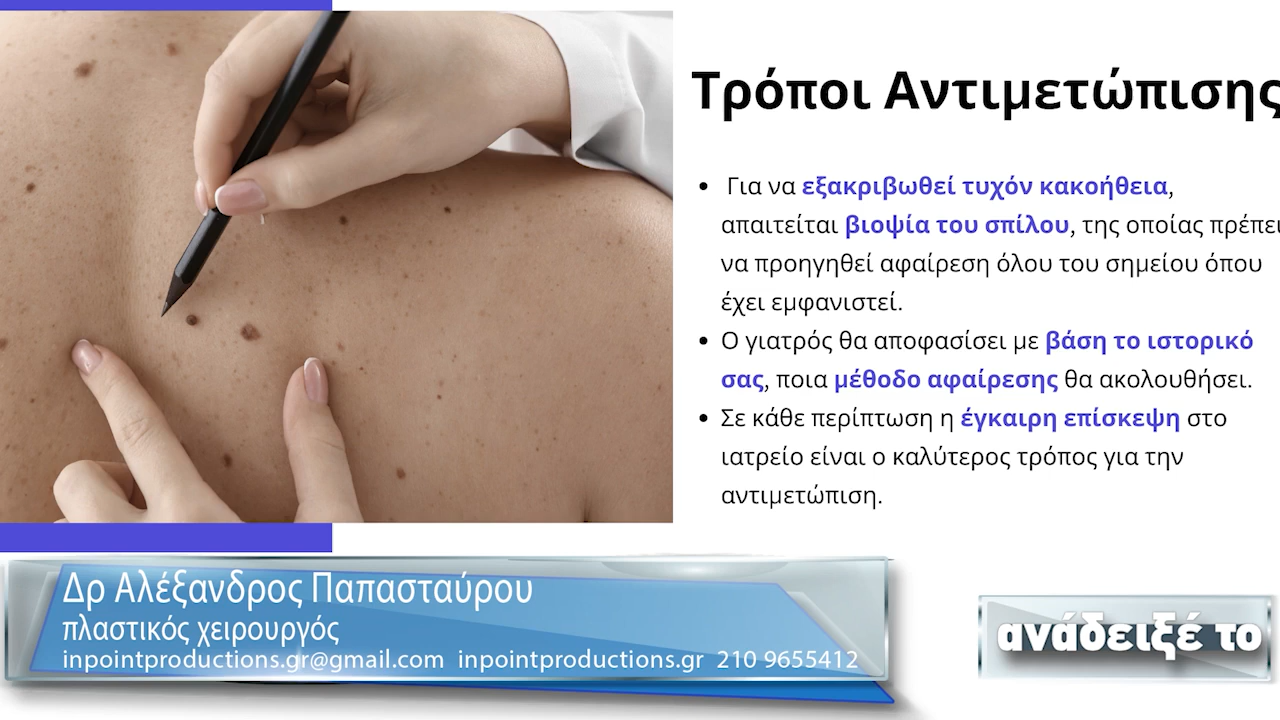 Τρόποι Αντιμετώπισης
• Για να εξακριβωθεί τυχόν κακοήθεια,
απαιτείται βιοψία του σπίλου, της οποίας πρέπει
να προηγηθεί αφαίρεση όλου του σημείου όπου
έχει εμφανιστεί.
• Ο γιατρός θα αποφασίσει με βάση το ιστορικό
σας, ποια μέθοδο αφαίρεσης θα ακολουθήσει.
• Σε κάθε περίπτωση η έγκαιρη επίσκεψη στο
ιατρείο είναι ο καλύτερος τρόπος για την
αντιμετώπιση.
Δρ Αλέξανδρος Παπασταύρου
πλαστικός χειρουργός
inpointproductions.gr@gmail.com inpointproductions.gr 210 9655412
ανάδειξέ το